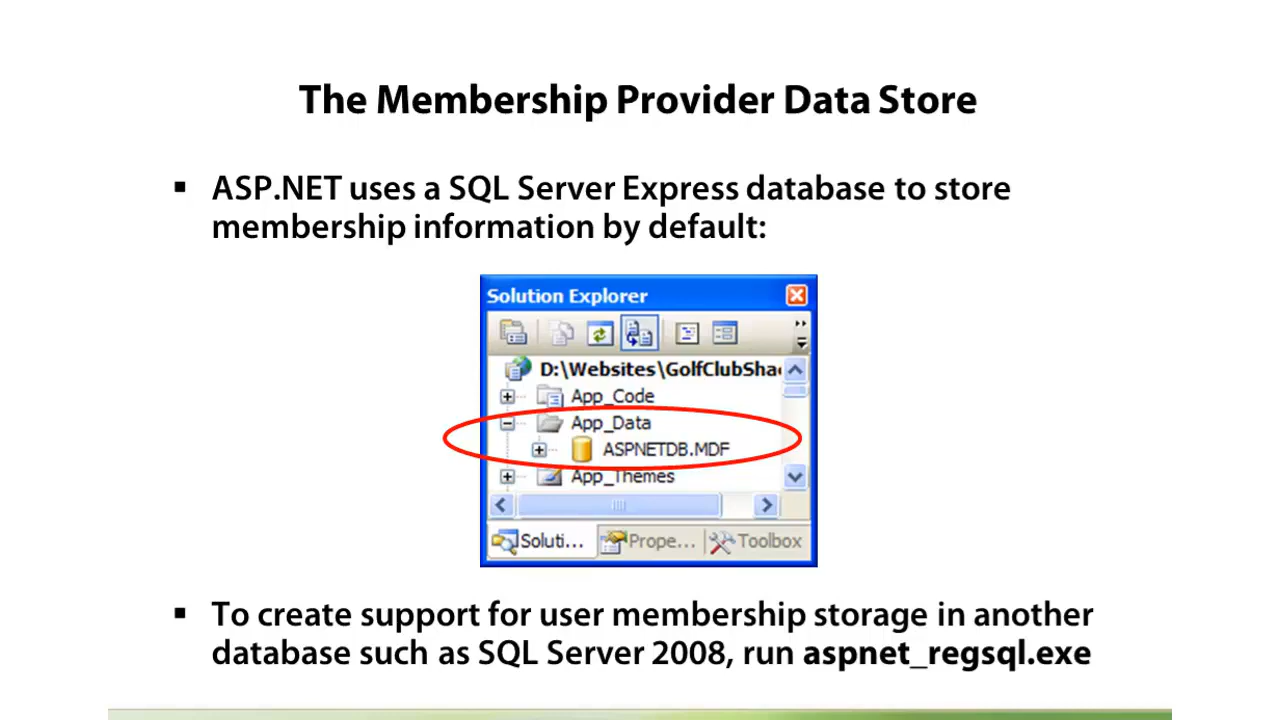 The Membership Provider Data Store
▪ ASP.NET uses a SQL Server Express database to store
membership information by default:
Solution Explorer
D:\Websites\GolfClubShac
App_Code
App_Data
ASPNETDB.MDF
App_Themes
Soluti... Prope... Toolbox
▪ To create support for user membership storage in another
database such as SQL Server 2008, run aspnet_regsql.exe